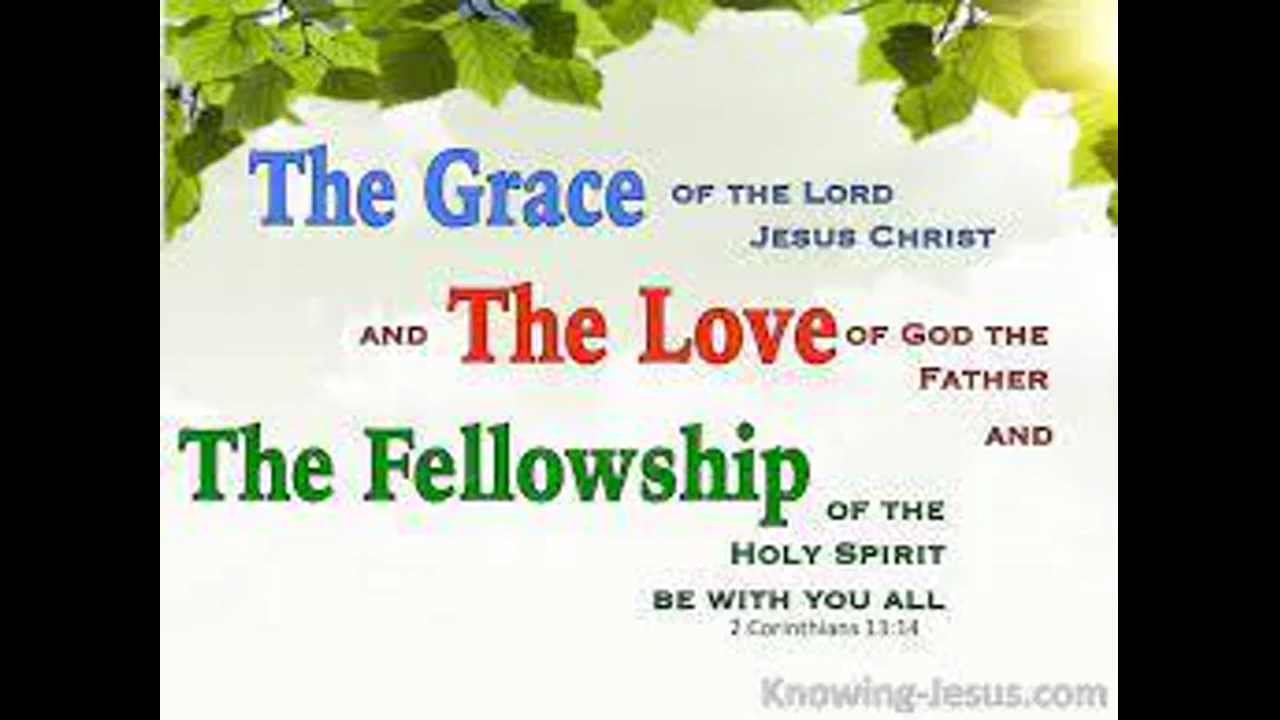 The Grace OF THE LORD
JESUS CHRIST
AND The Love OF GOD THE
FATHER
AND
The Fellowship OF THE
HOLY SPIRIT
BE WITH YOU ALL
2 Corinthians 13:14
Knowing-Jesus.com